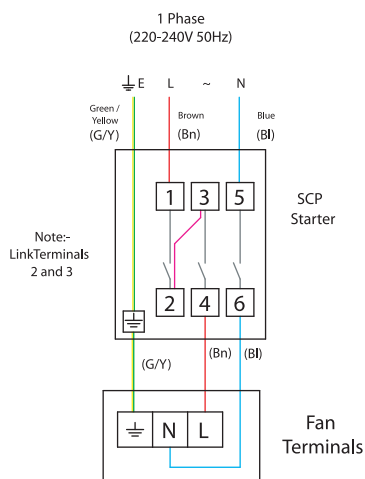 1 Phase
(220-240V 50Hz)
E L ~ N
Green /
Yellow
(G/Y)
Brown
(Bn)
Blue
(Bl)
1 3 5
SCP
Starter
Note:-
LinkTerminals
2 and 3
2 4 6
(G/Y)
(Bn)
(Bl)
N L
Fan
Terminals